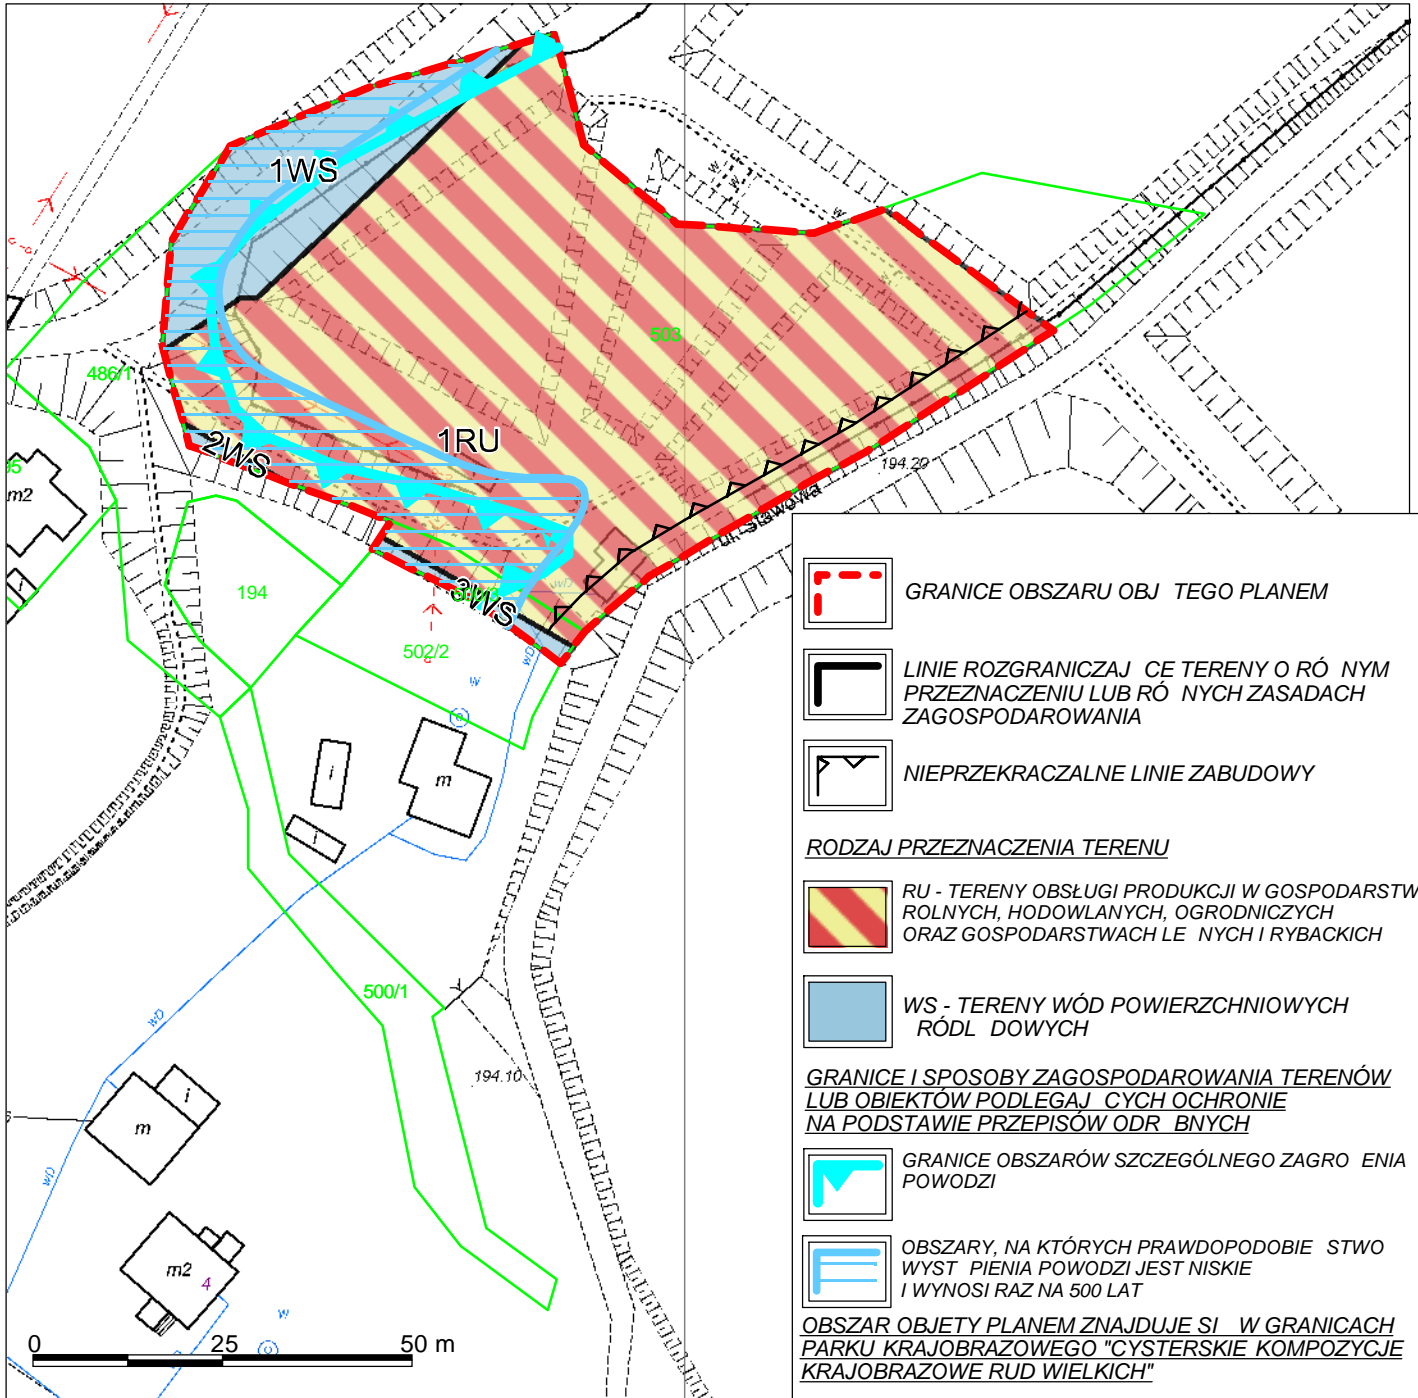 1WS
503
486/1
1RU
2WS
m2
194.20
ul. Stawowa
194
3WS
502/2
wD
w
m
i
i
500/1
wD
194.10
i
m
wD
m2
4
w
0 25 50 m
GRANICE OBSZARU OBJ TEGO PLANEM
LINIE ROZGRANICZAJ CE TERENY O RÓ NYM
PRZEZNACZENIU LUB RÓ NYCH ZASADACH
ZAGOSPODAROWANIA
NIEPRZEKRACZALNE LINIE ZABUDOWY
RODZAJ PRZEZNACZENIA TERENU
RU - TERENY OBSŁUGI PRODUKCJI W GOSPODARSTW
ROLNYCH, HODOWLANYCH, OGRODNICZYCH
ORAZ GOSPODARSTWACH LE NYCH I RYBACKICH
WS - TERENY WÓD POWIERZCHNIOWYCH
RÓDL DOWYCH
GRANICE I SPOSOBY ZAGOSPODAROWANIA TERENÓW
LUB OBIEKTÓW PODLEGAJ CYCH OCHRONIE
NA PODSTAWIE PRZEPISÓW ODR BNYCH
GRANICE OBSZARÓW SZCZEGÓLNEGO ZAGRO ENIA
POWODZI
OBSZARY, NA KTÓRYCH PRAWDOPODOBIE STWO
WYST PIENIA POWODZI JEST NISKIE
I WYNOSI RAZ NA 500 LAT
OBSZAR OBJETY PLANEM ZNAJDUJE SI W GRANICACH
PARKU KRAJOBRAZOWEGO "CYSTERSKIE KOMPOZYCJE
KRAJOBRAZOWE RUD WIELKICH"